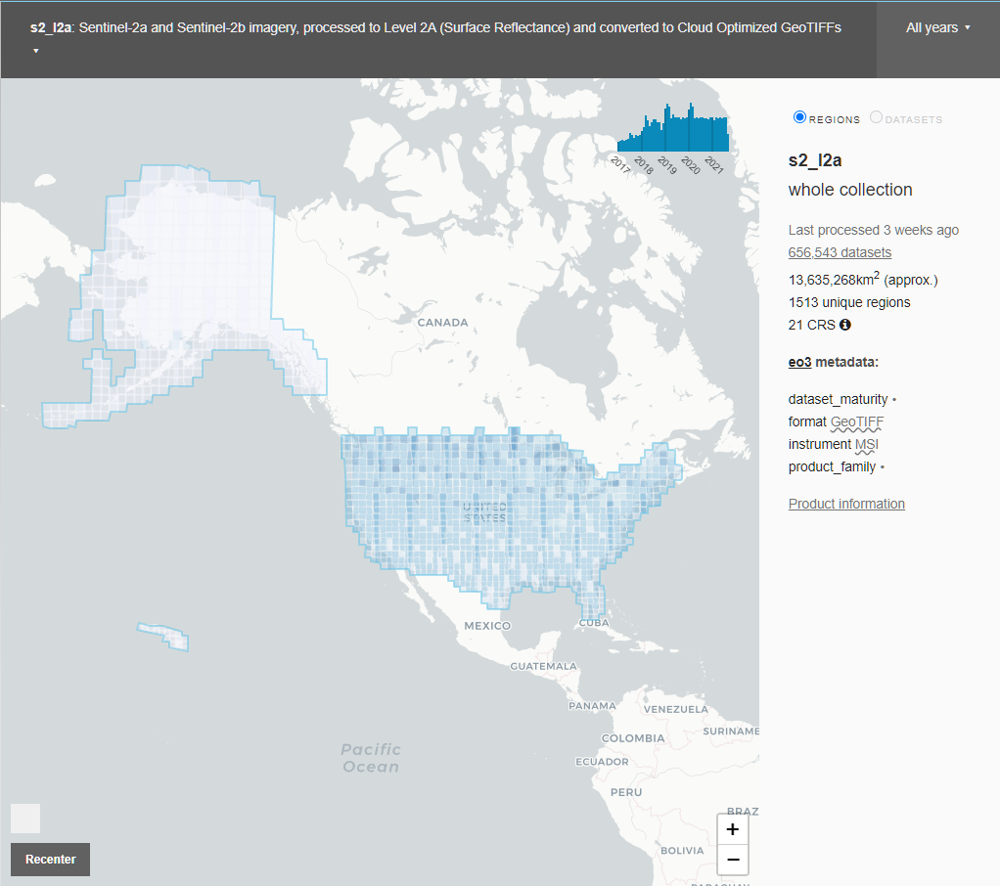 s2_l2a: Sentinel-2a and Sentinel-2b imagery, processed to Level 2A (Surface Reflectance) and converted to Cloud Optimized GeoTIFFs
All years
2017 2018 2019 2020 2021
REGIONS DATASETS
s2_l2a
whole collection
Last processed 3 weeks ago
656,543 datasets
13,635,268km2 (approx.)
1513 unique regions
21 CRS
eo3 metadata:
dataset_maturity •
format GeoTIFF
instrument MSI
product_family •
Product information
CANADA
UNITED
STATES
MEXICO
CUBA
GUATEMALA
PANAMA
VENEZUELA
SURINAME
COLOMBIA
ECUADOR
Pacific
Ocean
PERU
BRAZ
BOLIVIA
PARAGUAY
+
−
Recenter